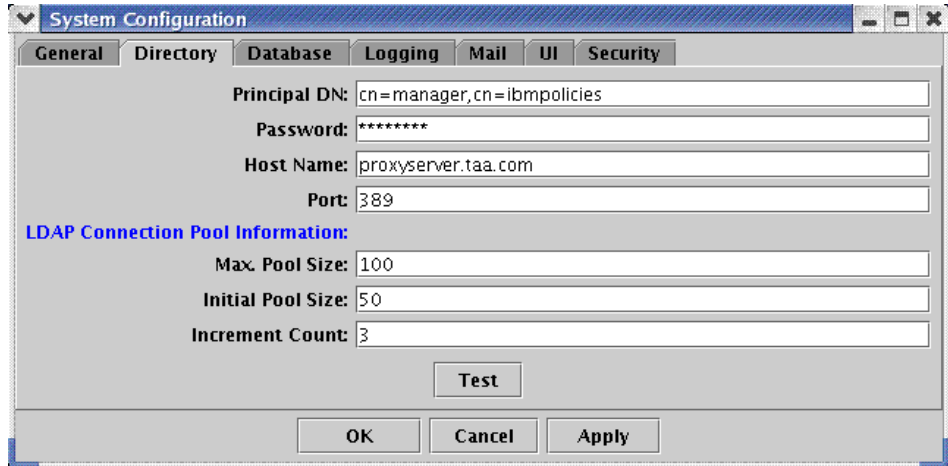 System Configuration
General Directory Database Logging Mail UI Security
Principal DN: cn=manager,cn=ibmpolicies
Password: ********
Host Name: proxyserver.taa.com
Port: 389
LDAP Connection Pool Information:
Max. Pool Size: 100
Initial Pool Size: 50
Increment Count: 3
Test
OK Cancel Apply